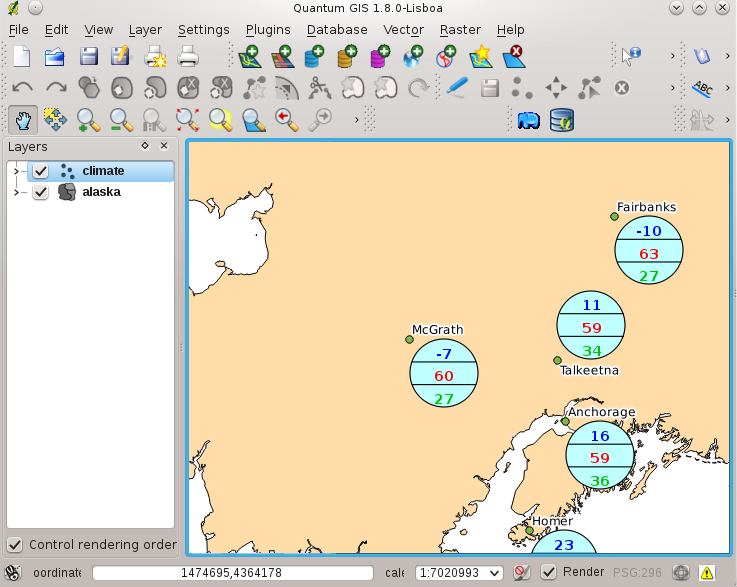 Quantum GIS 1.8.0-Lisboa
File Edit View Layer Settings Plugins Database Vector Raster Help
ABC
Layers
climate
alaska
Fairbanks
-10
63
27
11
59
34
Talkeetna
McGrath
-7
60
27
Anchorage
16
59
36
Homer
23
Control rendering order
oordinate 1474695,4364178 cale 1:7020993 Render PSG:296